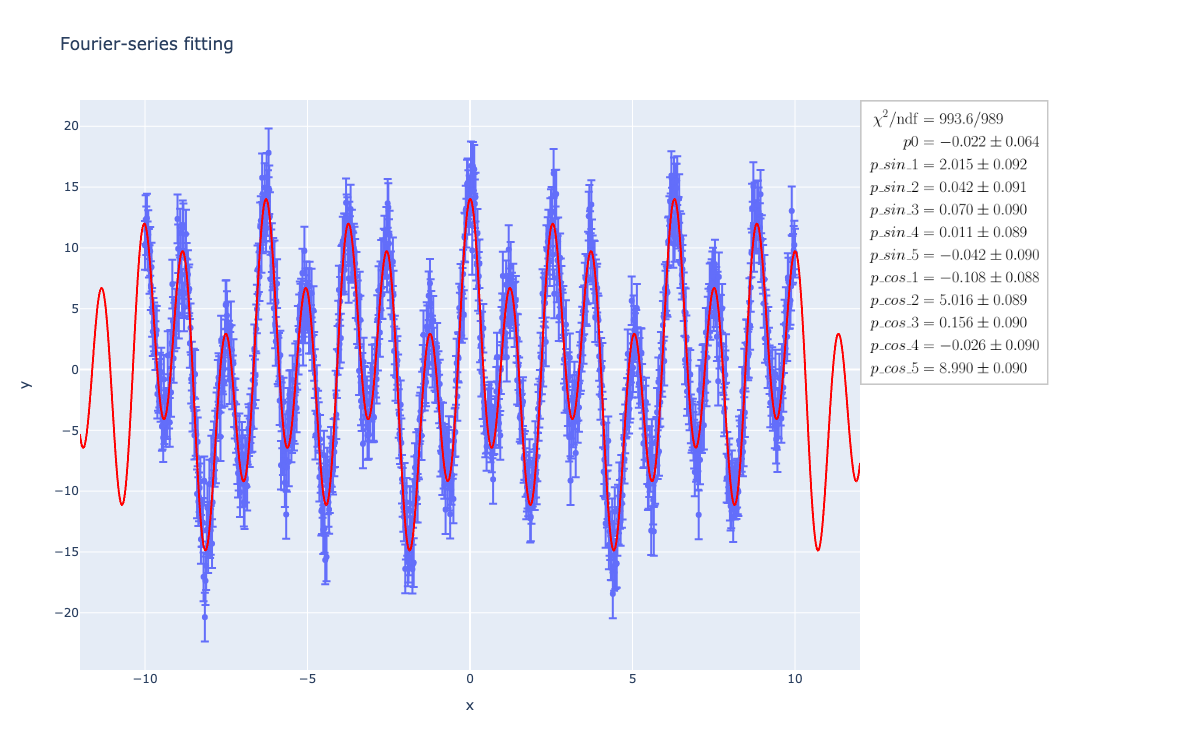 Fourier-series fitting
20
15
10
5
0
−5
−10
−15
−20
−10
−5
0
5
10
x
y
χ²/ndf = 993.6/989
p0 = −0.022 ± 0.064
p_sin_1 = 2.015 ± 0.092
p_sin_2 = 0.042 ± 0.091
p_sin_3 = 0.070 ± 0.090
p_sin_4 = 0.011 ± 0.089
p_sin_5 = −0.042 ± 0.090
p_cos_1 = −0.108 ± 0.088
p_cos_2 = 5.016 ± 0.089
p_cos_3 = 0.156 ± 0.090
p_cos_4 = −0.026 ± 0.090
p_cos_5 = 8.990 ± 0.090